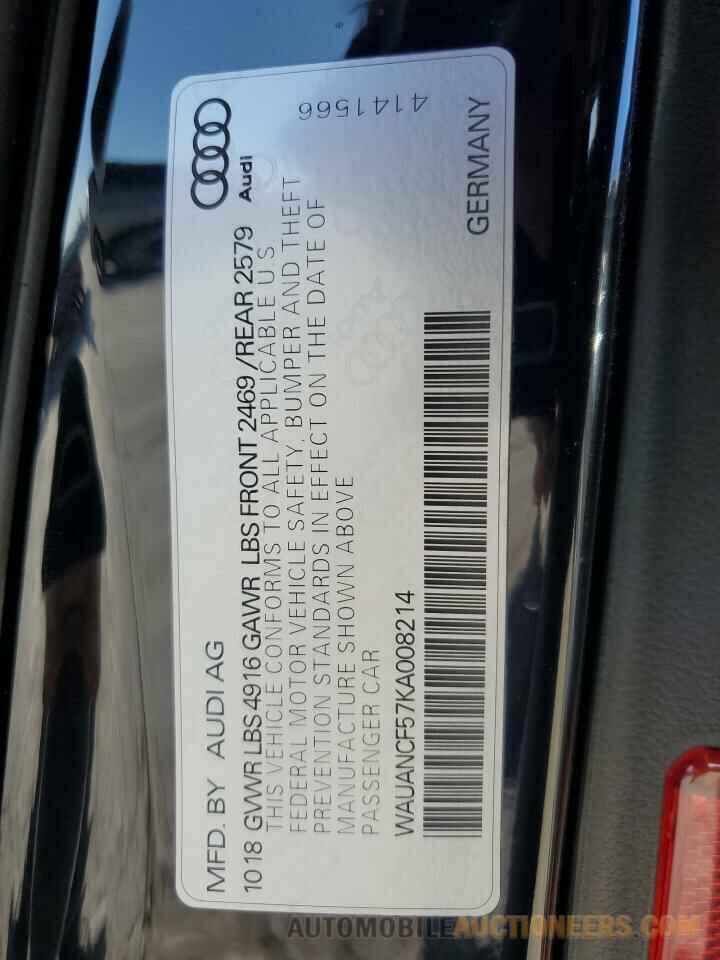 MFD. BY AUDI AG
Audi
10 18 GVWR LBS 4916 GAWR LBS FRONT 2469 /REAR 2579
THIS VEHICLE CONFORMS TO ALL APPLICABLE U.S
FEDERAL MOTOR VEHICLE SAFETY, BUMPER AND THEFT
PREVENTION STANDARDS IN EFFECT ON THE DATE OF
MANUFACTURE SHOWN ABOVE
PASSENGER CAR
4141566
WAUANCF57KA008214
GERMANY
AUTOMOBILEAUCTIONEERS.COM